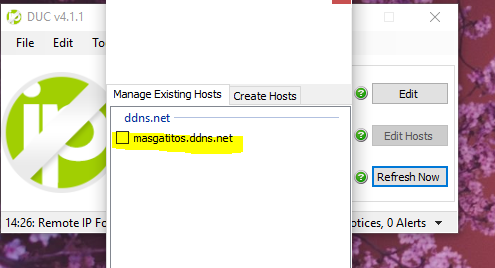 DUC v4.1.1
File Edit To
Manage Existing Hosts Create Hosts
ddns.net
masgatitos.ddns.net
Edit
Edit Hosts
Refresh Now
ip
14:26: Remote IP Fo
otices, 0 Alerts